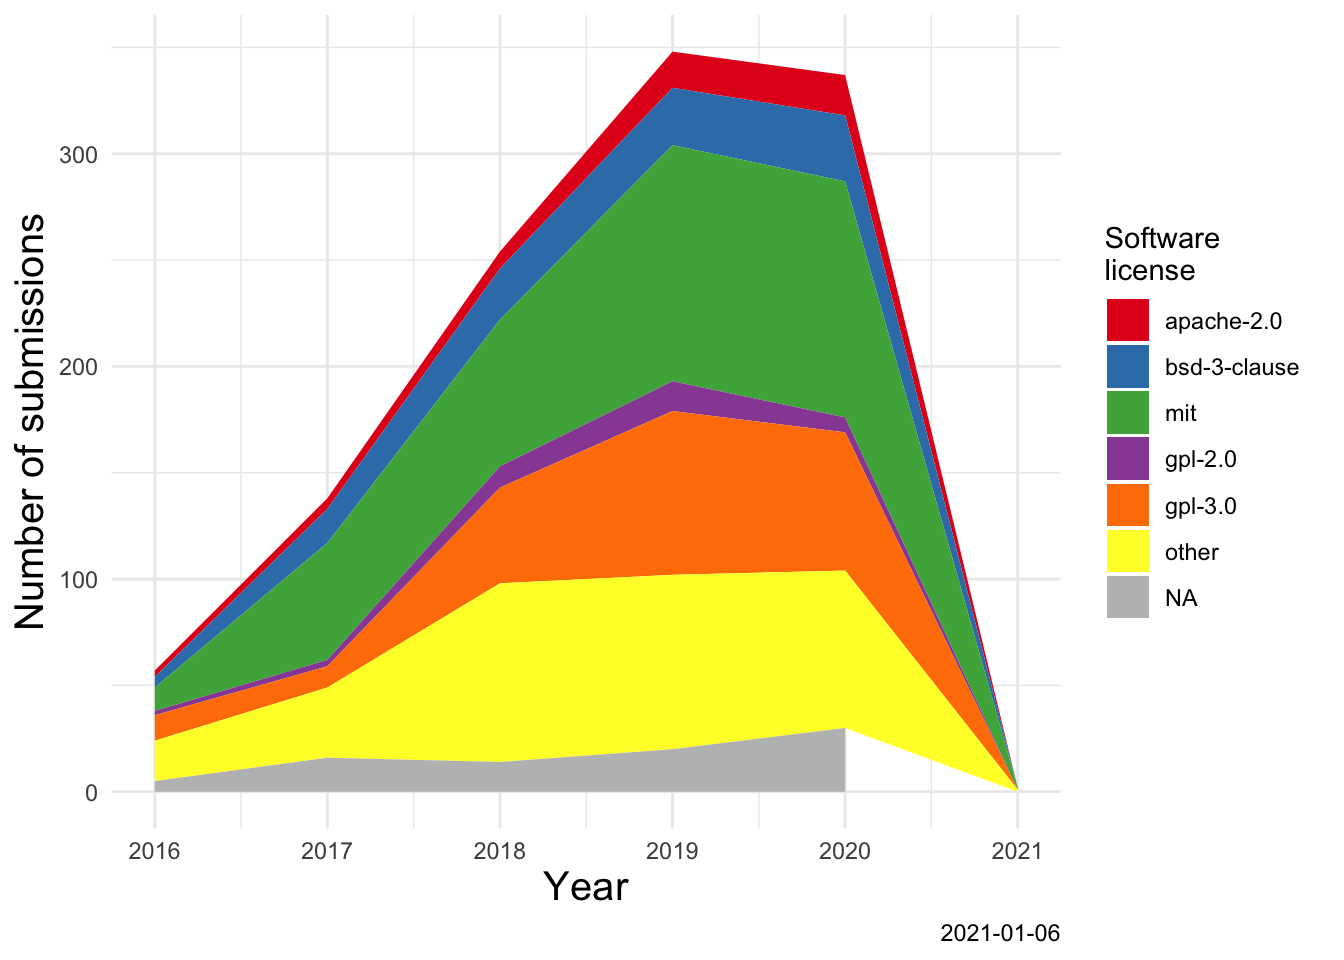 Number of submissions
300
200
100
0
2016 2017 2018 2019 2020 2021
Year
Software
license
apache-2.0
bsd-3-clause
mit
gpl-2.0
gpl-3.0
other
NA
2021-01-06